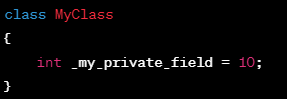 class MyClass
{
    int _my_private_field = 10;
}